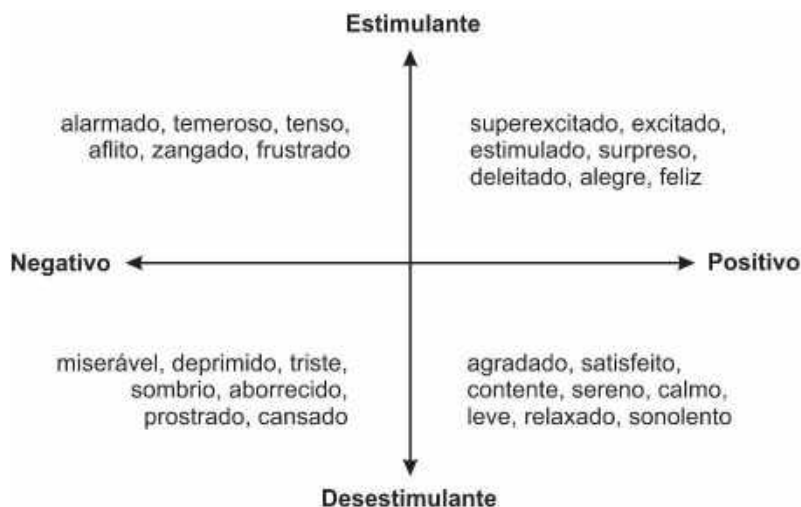 Estimulante
alarmado, temeroso, tenso,
aflito, zangado, frustrado
superexcitado, excitado,
estimulado, surpreso,
deleitado, alegre, feliz
Negativo
Positivo
miserável, deprimido, triste,
sombrio, aborrecido,
prostrado, cansado
agradado, satisfeito,
contente, sereno, calmo,
leve, relaxado, sonolento
Desestimulante